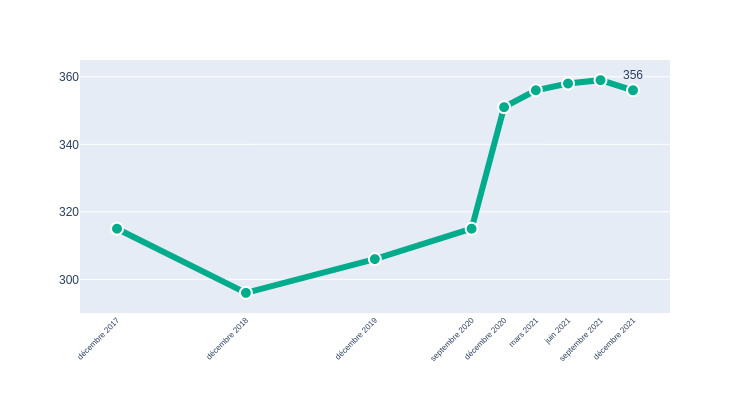 360
340
320
300
356
décembre 2017
décembre 2018
décembre 2019
septembre 2020
décembre 2020
mars 2021
juin 2021
septembre 2021
décembre 2021